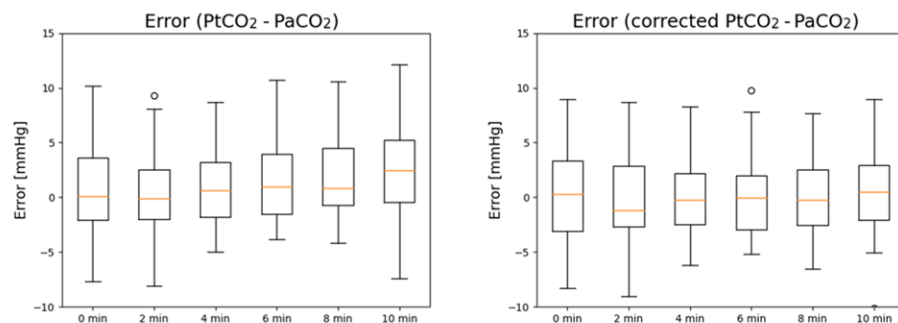 Error (PtCO₂ - PaCO₂)
15
10
5
0
−5
−10
Error [mmHg]
0 min 2 min 4 min 6 min 8 min 10 min
Error (corrected PtCO₂ - PaCO₂)
15
10
5
0
−5
−10
Error [mmHg]
0 min 2 min 4 min 6 min 8 min 10 min